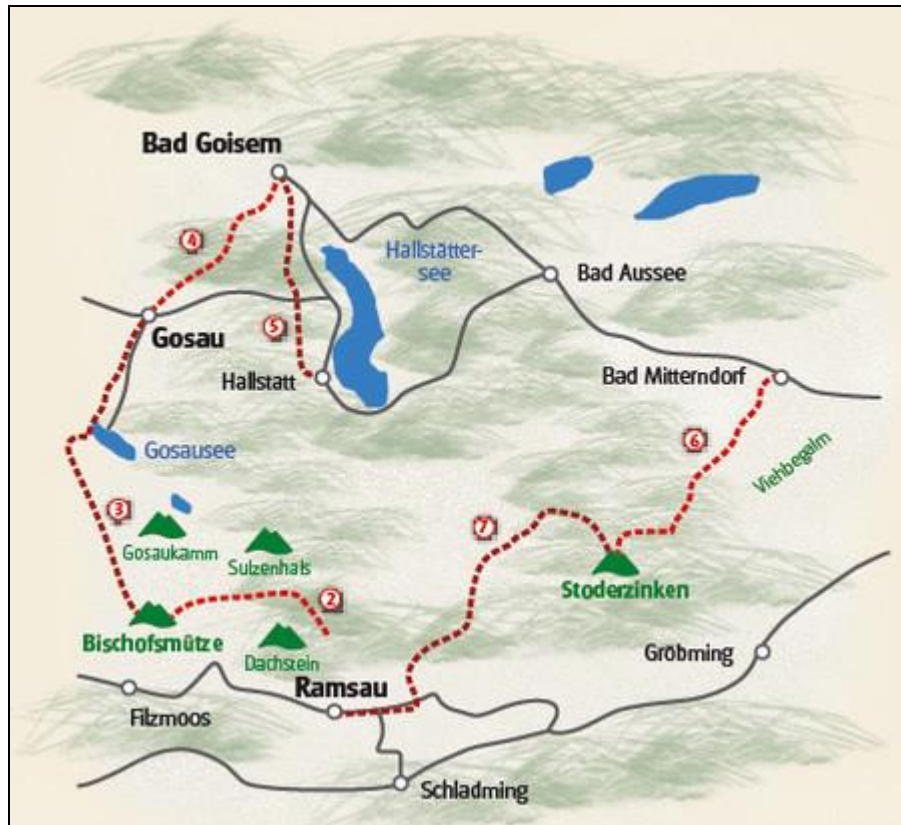 Bad Goisern
4
Hallstätter-
see
Bad Aussee
Gosau
5
Hallstatt
Bad Mitterndorf
Gosausee
6
Viehbegalm
3
7
Gosaukamm
Sulzenhals
Stoderzinken
2
Bischofsmütze
Dachstein
Gröbming
Ramsau
Filzmoos
Schladming